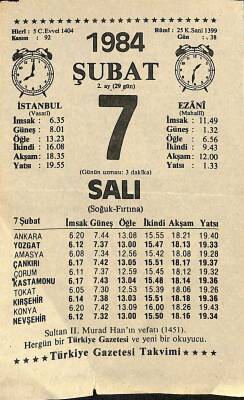 Hicrî : 5 C.Evvel 1404
Kasım : 92
Rûmî : 25 K.Sani 1399
Gün : 38
1984
ŞUBAT
2. ay (29 gün)
7
İSTANBUL
(Vasatî)
İmsak : 6.35
Güneş : 8.01
Öğle : 13.23
İkindi : 16.08
Akşam : 18.35
Yatsı : 19.55
EZANÎ
(Mahallî)
İmsak : 11.49
Güneş : 1.32
Öğle : 6.56
İkindi : 9.43
Akşam : 12.00
Yatsı : 1.33
(Günün uzması: 3 dakika)
SALI
(Soğuk-Fırtına)
7 Şubat İmsak Güneş Öğle İkindi Akşam Yatsı
ANKARA 6.20 7.44 13.08 15.55 18.21 19.40
YOZGAT 6.12 7.37 13.00 15.47 18.13 19.33
AMASYA 6.08 7.34 12.56 15.42 18.08 19.28
ÇANKIRI 6.17 7.42 13.05 15.51 18.17 19.37
ÇORUM 6.11 7.37 12.59 15.45 18.12 19.32
KASTAMONU 6.17 7.43 13.04 15.48 18.14 19.36
TOKAT 6.05 7.30 12.53 15.39 18.06 19.26
KIRŞEHİR 6.14 7.38 13.03 15.51 18.16 19.34
KONYA 6.20 7.42 13.09 16.00 18.26 19.43
NEVŞEHİR 6.12 7.34 13.00 15.50 18.16 19.34
Sultan II. Murad Han'ın vefatı (1451).
Hergün bir Türkiye Gazetesi ve yeni bir okuyucu.
Türkiye Gazetesi Takvimi